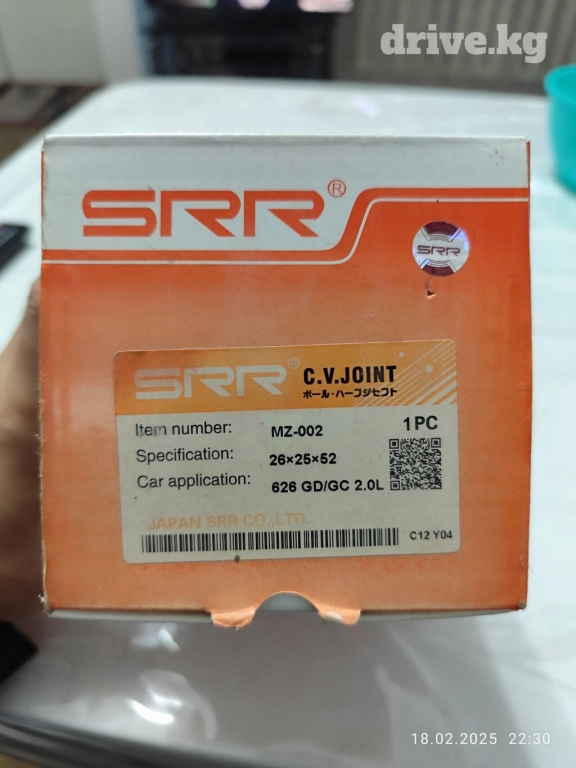 drive.kg
SRR®
SRR
SRR® C.V.JOINT
ボール・ハーフジセフト
Item number: MZ-002 1PC
Specification: 26×25×52
Car application: 626 GD/GC 2.0L
JAPAN SRR CO.,LTD.
C12 Y04
18.02.2025 22:30